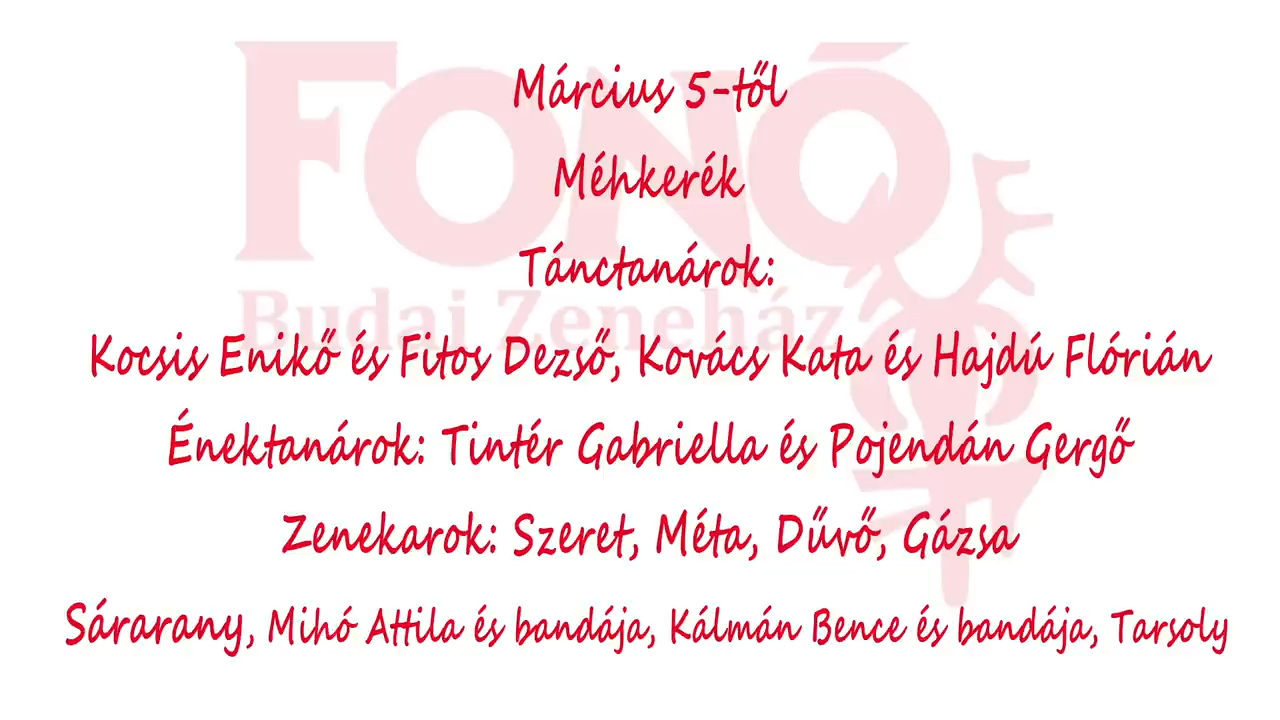 FONÓ
Budai Zeneház
Március 5-től
Méhkerék
Tánctanárok:
Kocsis Enikő és Fitos Dezső, Kovács Kata és Hajdú Flórián
Énektanárok: Tintér Gabriella és Pojendán Gergő
Zenekarok: Szeret, Méta, Dűvő, Gázsa
Sárarany, Mihó Attila és bandája, Kálmán Bence és bandája, Tarsoly